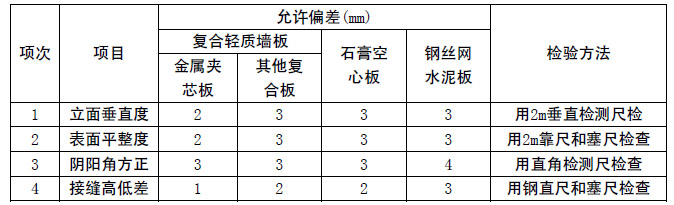 允许偏差(mm)
项次 项目 复合轻质墙板 石膏空心板 钢丝网水泥板 检验方法
金属夹芯板 其他复合板
1 立面垂直度 2 3 3 3 用2m垂直检测尺检
2 表面平整度 2 3 3 3 用2m靠尺和塞尺检查
3 阴阳角方正 3 3 3 4 用直角检测尺检查
4 接缝高低差 1 2 2 3 用钢直尺和塞尺检查